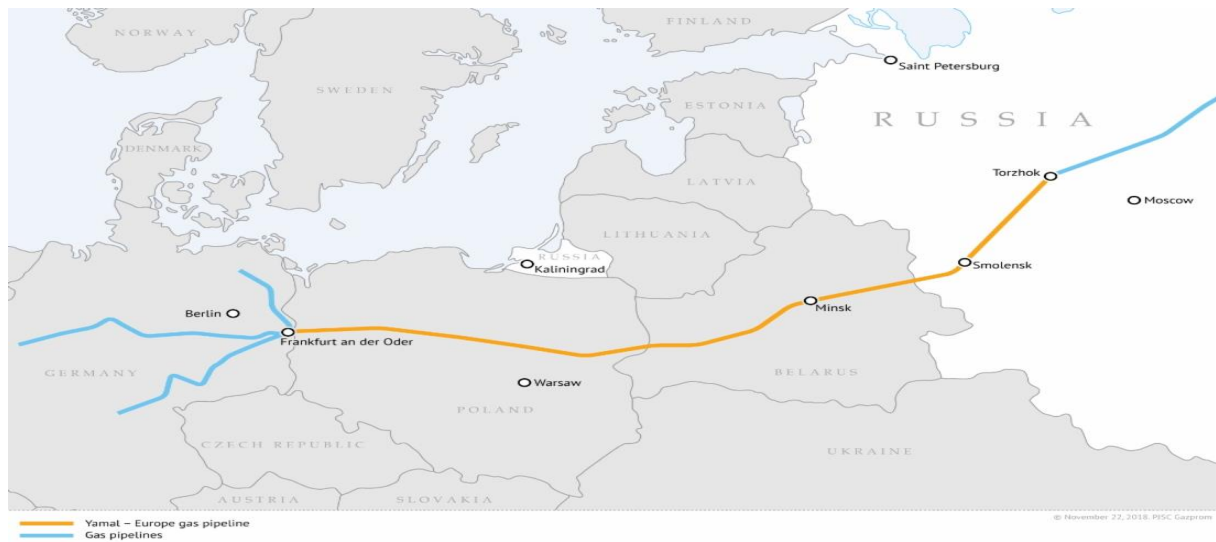 NORWAY
FINLAND
Saint Petersburg
SWEDEN
ESTONIA
RUSSIA
DENMARK
Torzhok
LATVIA
Moscow
LITHUANIA
RUSSIA
Kaliningrad
Smolensk
Berlin
Minsk
Frankfurt an der Oder
GERMANY
BELARUS
Warsaw
POLAND
CZECH REPUBLIC
UKRAINE
AUSTRIA
SLOVAKIA
Yamal – Europe gas pipeline
Gas pipelines
© November 27, 2018. PJSC Gazprom